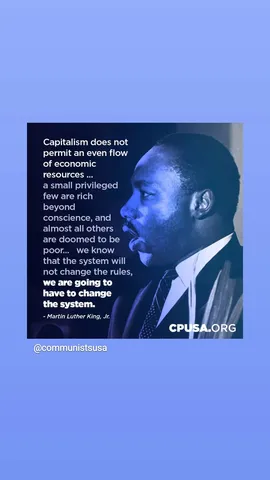 Capitalism does not
permit an even flow
of economic
resources ...
a small privileged
few are rich
beyond
conscience, and
almost all others
are doomed to be
poor... we know
that the system will
not change the rules,
we are going to
have to change
the system.
- Martin Luther King, Jr.
CPUSA.ORG
@communistsusa